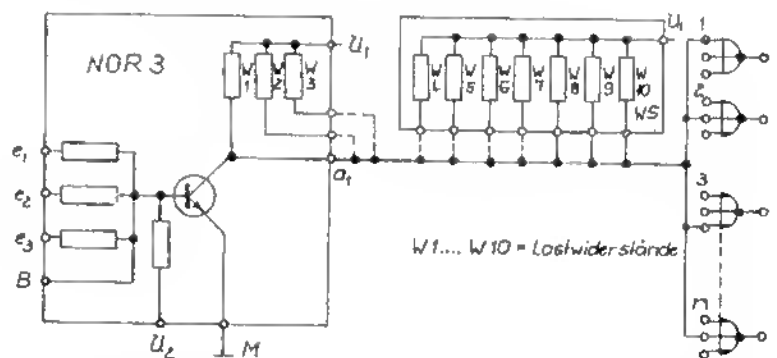 NOR 3
U1
W 1
W 2
W 3
e1
e2
e3
B
U2
M
a1
U1
W 4
W 5
W 6
W 7
W 8
W 9
W 10
WS
1
2
3
n
W1.... W10 = Lastwiderstände